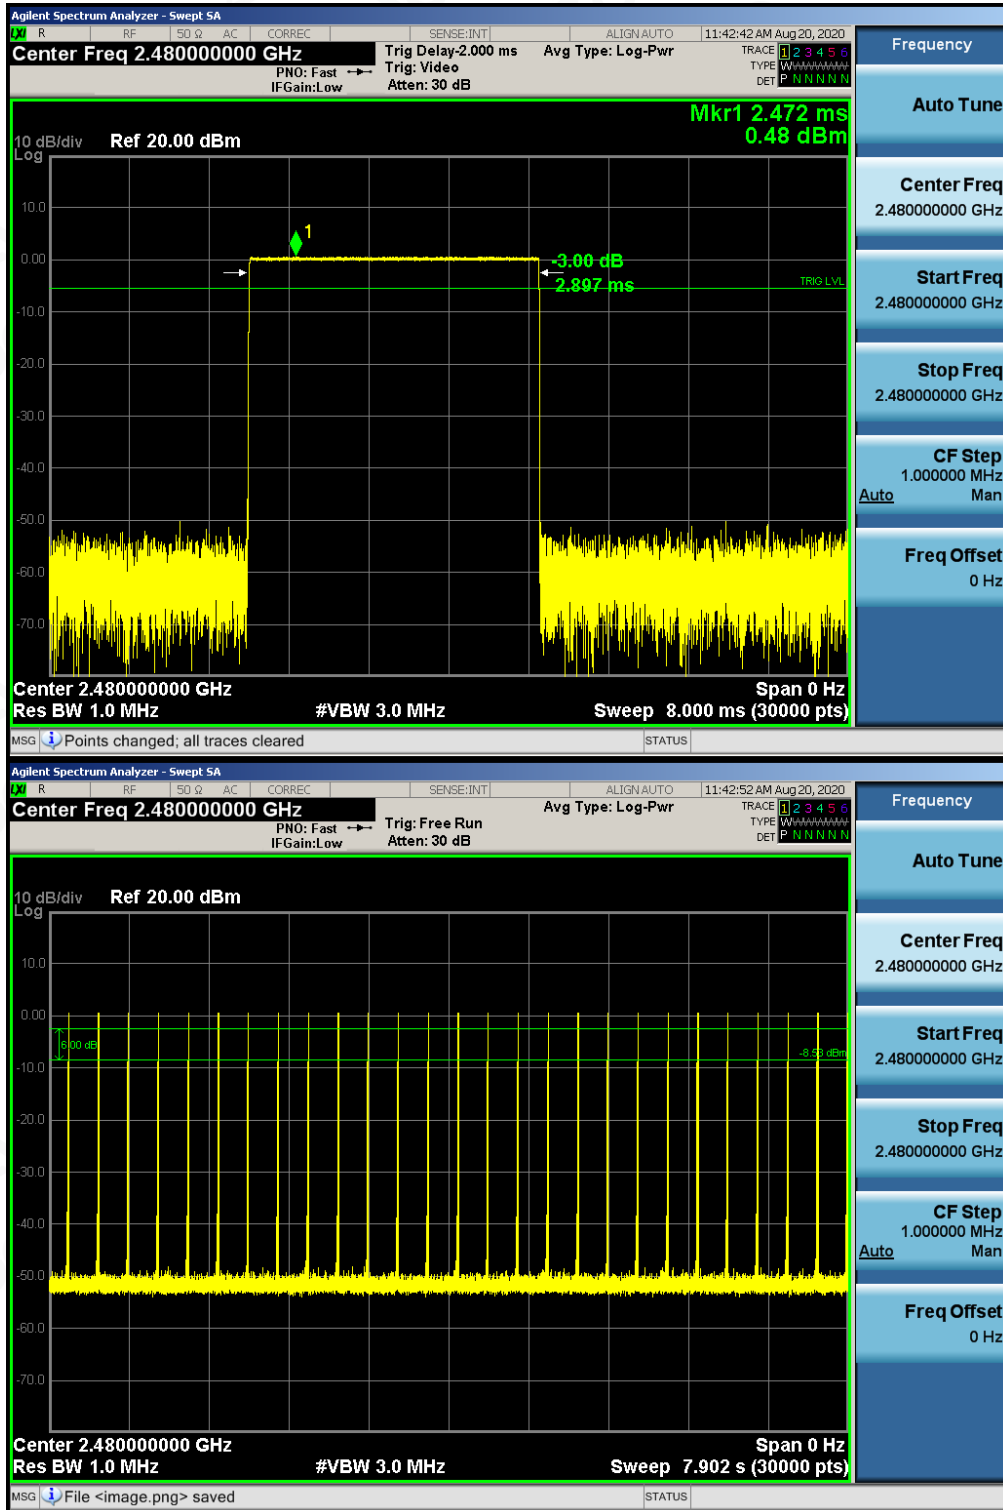 Agilent Spectrum Analyzer - Swept SA
LXI R RF 50 Ω AC CORREC SENSE:INT ALIGN AUTO 11:42:42 AM Aug 20, 2020
Center Freq 2.480000000 GHz
PNO: Fast
IFGain:Low
Trig Delay-2.000 ms
Trig: Video
Atten: 30 dB
Avg Type: Log-Pwr
TRACE 1 2 3 4 5 6
TYPE W
DET P N N N N N
Mkr1 2.472 ms
0.48 dBm
10 dB/div Ref 20.00 dBm
Log
10.0
1
0.00
-3.00 dB
2.897 ms
TRIG LVL
-10.0
-20.0
-30.0
-40.0
-50.0
-60.0
-70.0
Center 2.480000000 GHz Span 0 Hz
Res BW 1.0 MHz #VBW 3.0 MHz Sweep 8.000 ms (30000 pts)
MSG Points changed; all traces cleared STATUS
Frequency
Auto Tune
Center Freq
2.480000000 GHz
Start Freq
2.480000000 GHz
Stop Freq
2.480000000 GHz
CF Step
1.000000 MHz
Auto Man
Freq Offset
0 Hz
Agilent Spectrum Analyzer - Swept SA
LXI R RF 50 Ω AC CORREC SENSE:INT ALIGN AUTO 11:42:52 AM Aug 20, 2020
Center Freq 2.480000000 GHz
PNO: Fast
IFGain:Low
Trig: Free Run
Atten: 30 dB
Avg Type: Log-Pwr
TRACE 1 2 3 4 5 6
TYPE W
DET P N N N N N
10 dB/div Ref 20.00 dBm
Log
10.0
0.00
6.00 dB
-8.53 dBm
-10.0
-20.0
-30.0
-40.0
-50.0
-60.0
-70.0
Center 2.480000000 GHz Span 0 Hz
Res BW 1.0 MHz #VBW 3.0 MHz Sweep 7.902 s (30000 pts)
MSG File <image.png> saved STATUS
Frequency
Auto Tune
Center Freq
2.480000000 GHz
Start Freq
2.480000000 GHz
Stop Freq
2.480000000 GHz
CF Step
1.000000 MHz
Auto Man
Freq Offset
0 Hz